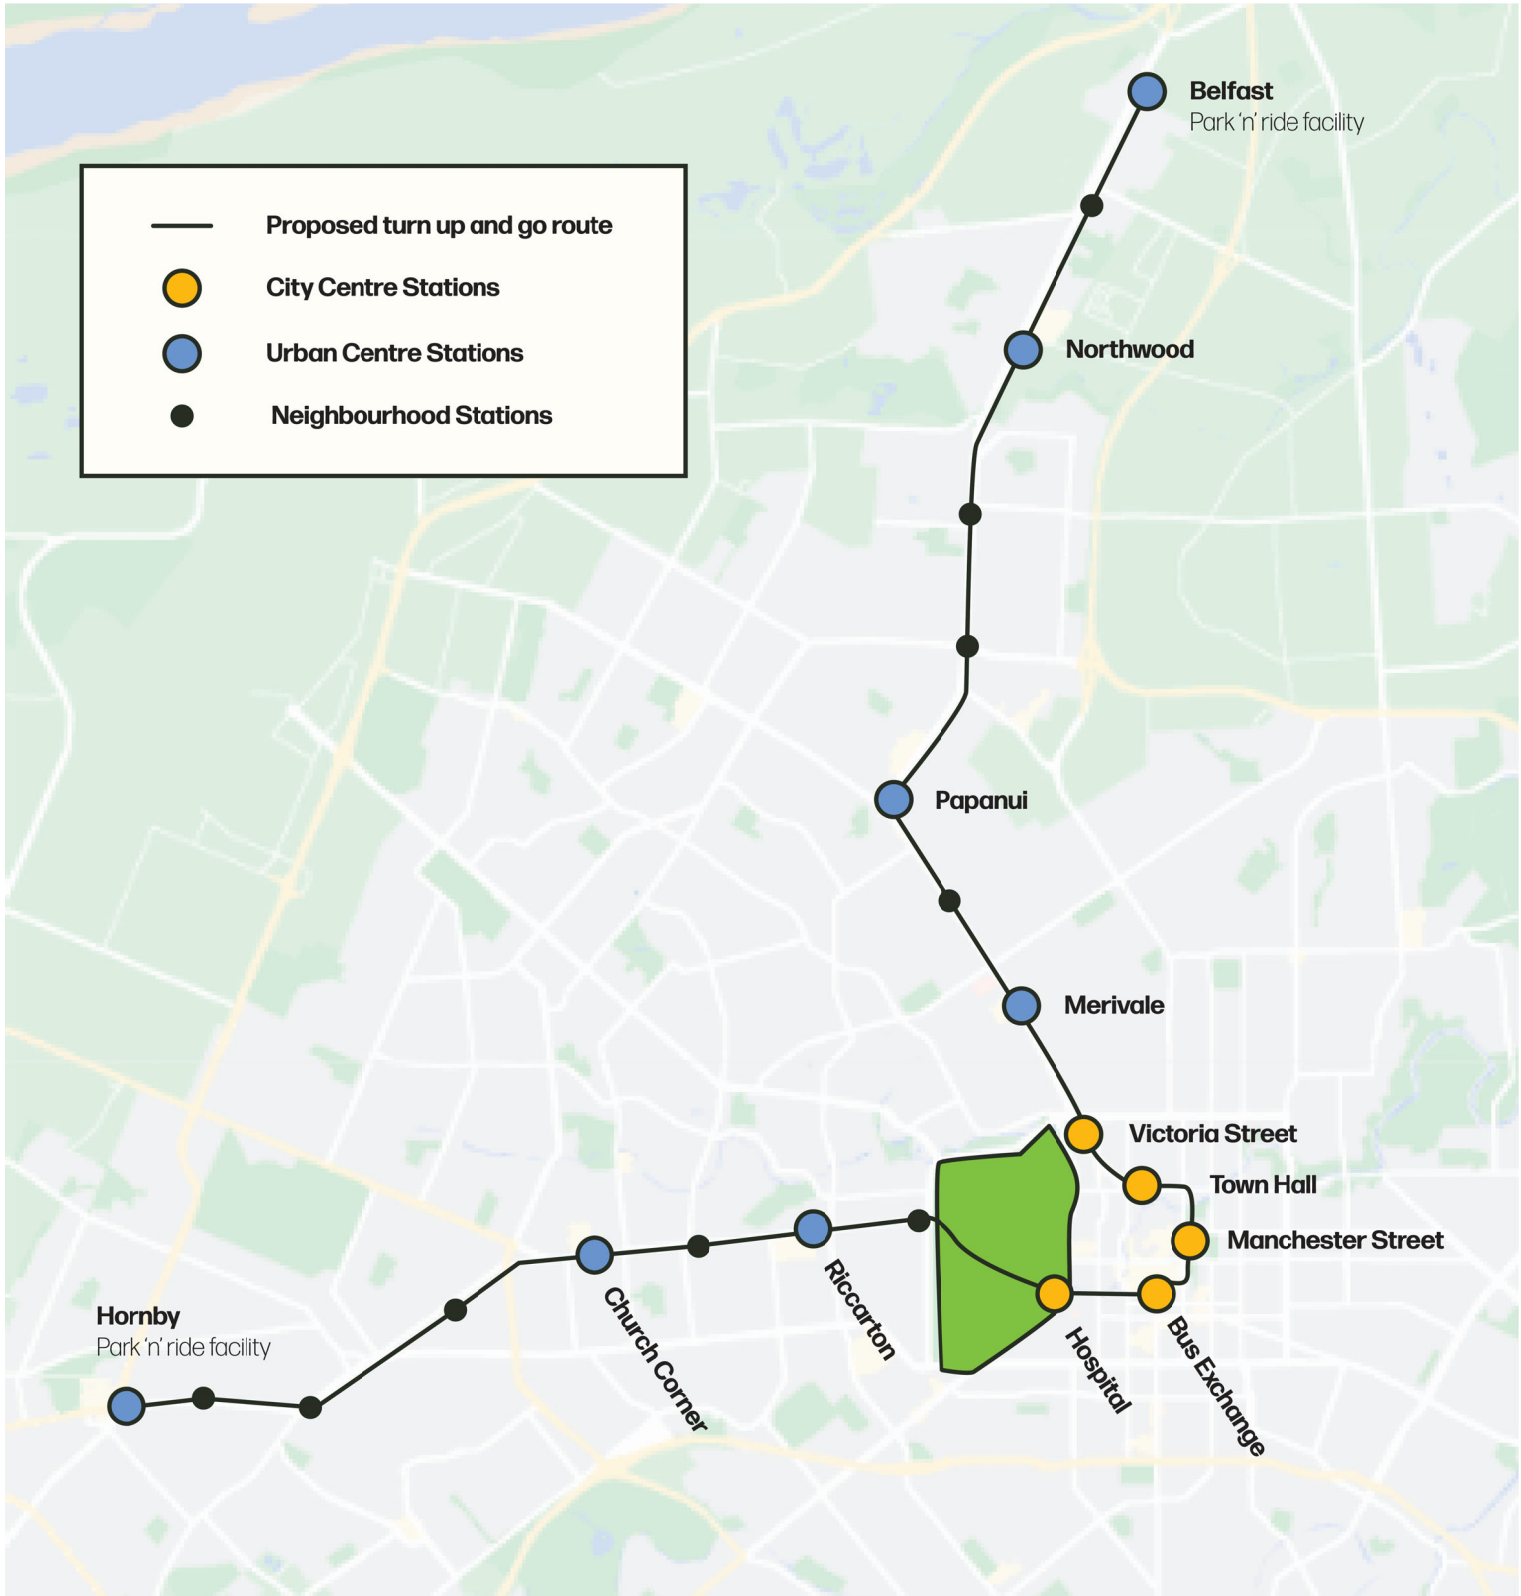 Belfast
Park ‘n’ ride facility
Proposed turn up and go route
City Centre Stations
Urban Centre Stations
Neighbourhood Stations
Northwood
Papanui
Merivale
Victoria Street
Town Hall
Manchester Street
Riccarton
Church Corner
Hospital
Bus Exchange
Hornby
Park ‘n’ ride facility